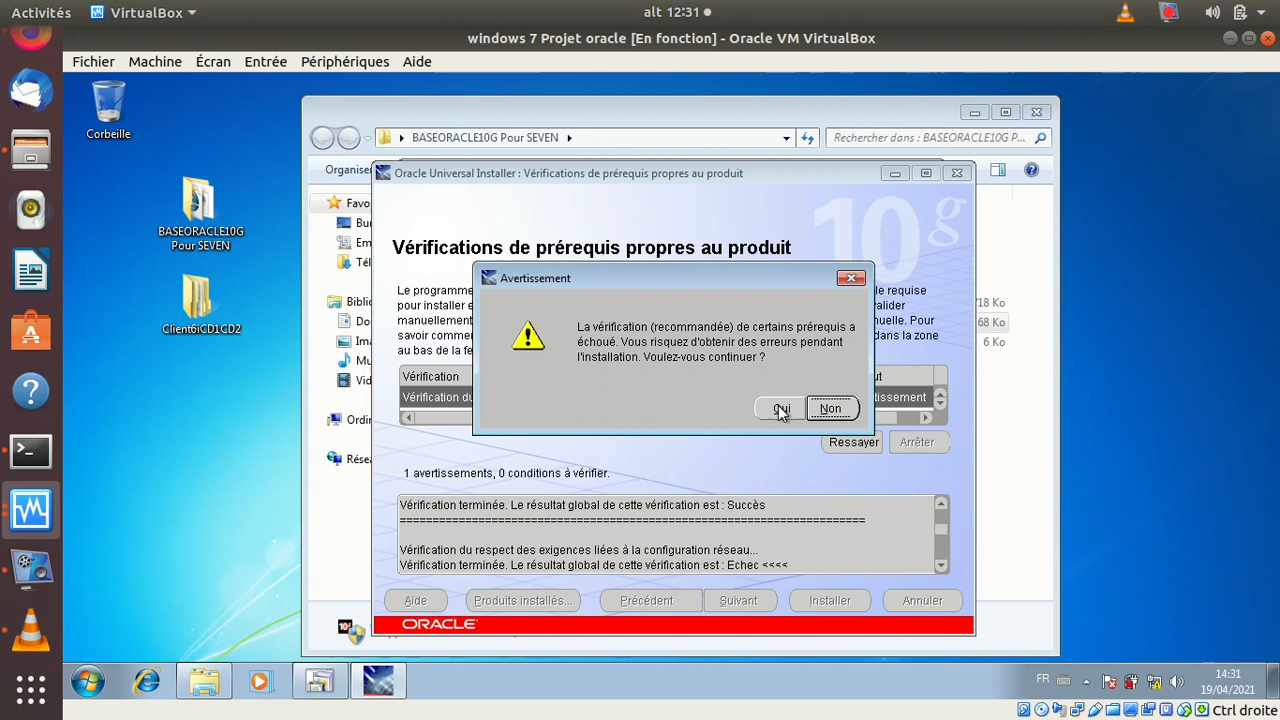 Activités
VirtualBox
alt 12:31
windows 7 Projet oracle [En fonction] - Oracle VM VirtualBox
Fichier Machine Écran Entrée Périphériques Aide
Corbeille
BASEORACLE10G Pour SEVEN
Rechercher dans : BASEORACLE10G P...
Organise
Oracle Universal Installer : Vérifications de prérequis propres au produit
BASEORACLE10G
Pour SEVEN
Client6iCD1CD2
Favo
Bu
Em
Tél
Biblio
Do
Ima
Mu
Vid
Ordin
Rése
10g
Vérifications de prérequis propres au produit
Le programme
le requise
pour installer e
valider
manuellement
nuelle. Pour
savoir commen
dans la zone
au bas de la fe
718 Ko
68 Ko
6 Ko
Avertissement
La vérification (recommandée) de certains prérequis a
échoué. Vous risquez d'obtenir des erreurs pendant
l'installation. Voulez-vous continuer ?
Oui Non
Vérification
ut
Vérification du
tissement
Ressayer Arrêter
1 avertissements, 0 conditions à vérifier.
Vérification terminée. Le résultat global de cette vérification est : Succès
=================================================================
Vérification du respect des exigences liées à la configuration réseau...
Vérification terminée. Le résultat global de cette vérification est : Echec <<<<
Aide Produits installés... Précédent Suivant Installer Annuler
ORACLE
FR
14:31
19/04/2021
Ctrl droite